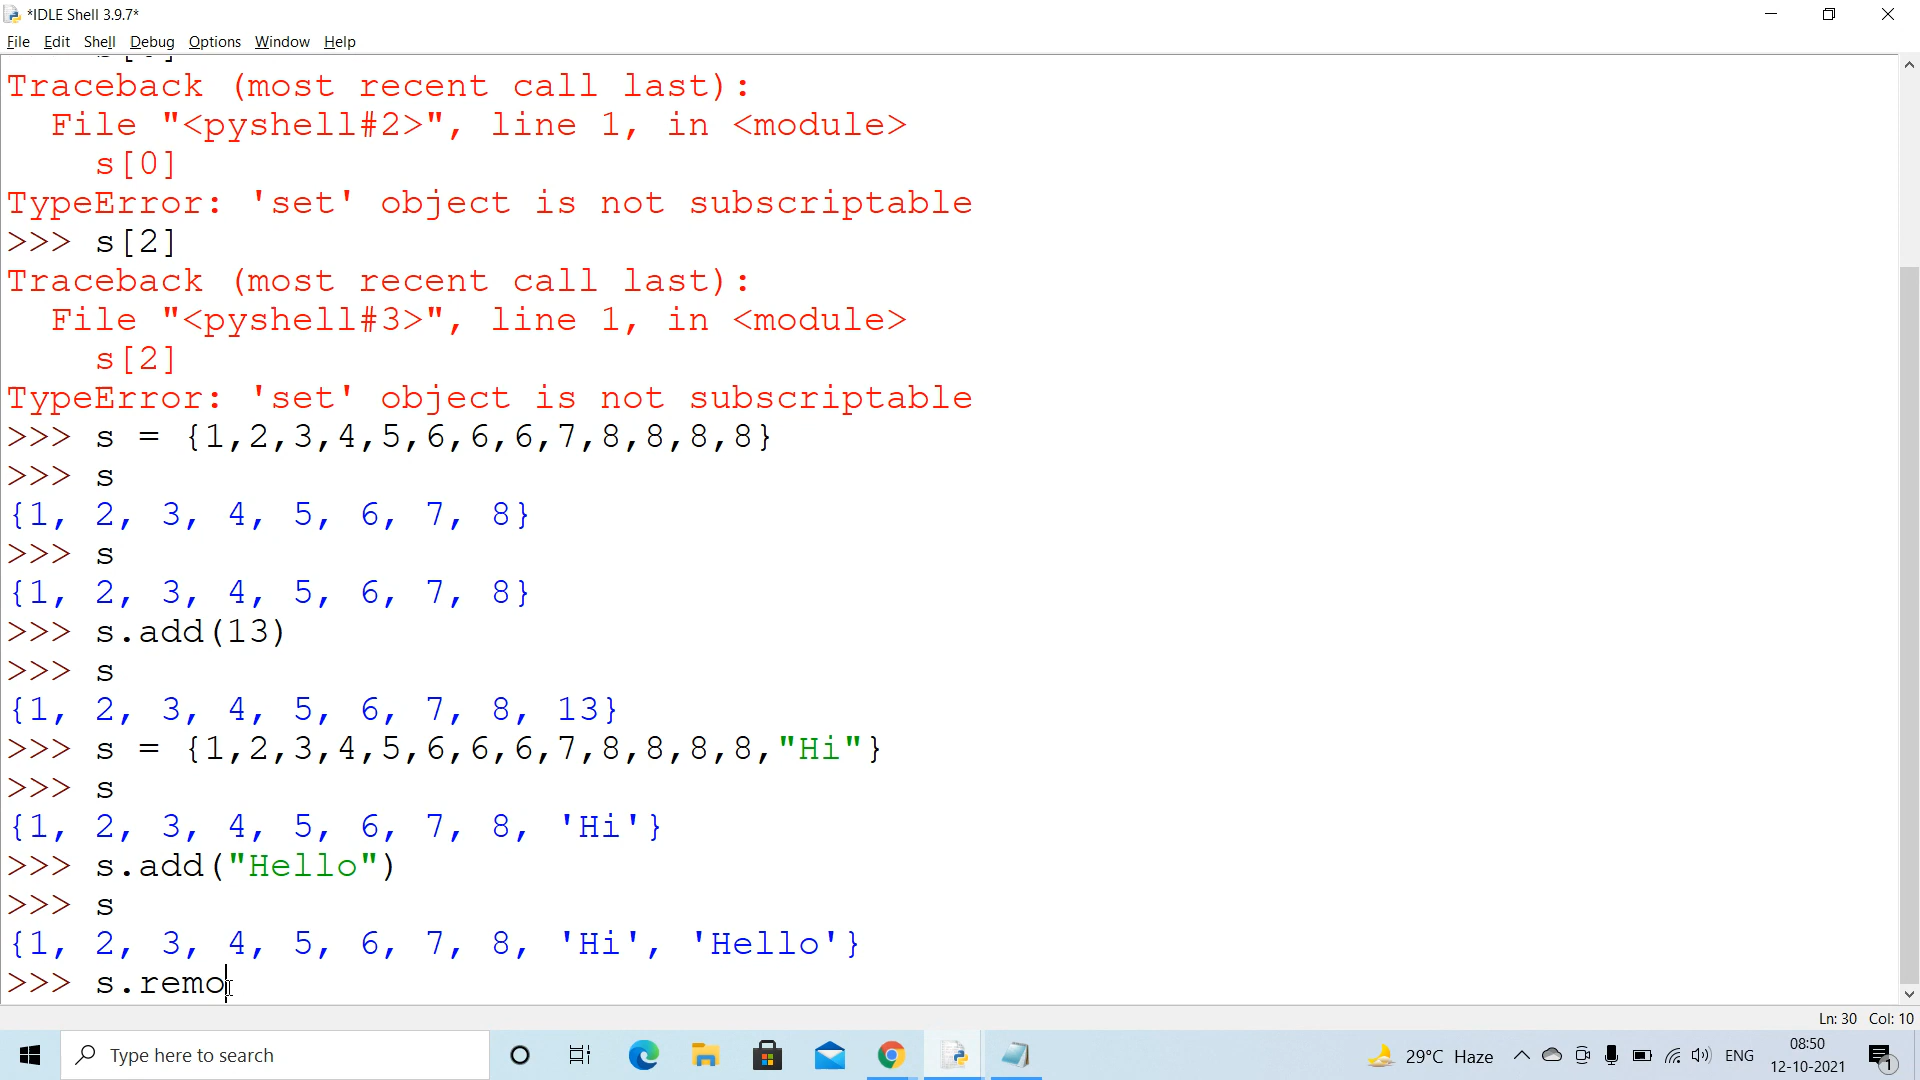 *IDLE Shell 3.9.7*
File Edit Shell Debug Options Window Help
Traceback (most recent call last):
  File "<pyshell#2>", line 1, in <module>
    s[0]
TypeError: 'set' object is not subscriptable
>>> s[2]
Traceback (most recent call last):
  File "<pyshell#3>", line 1, in <module>
    s[2]
TypeError: 'set' object is not subscriptable
>>> s = {1,2,3,4,5,6,6,6,7,8,8,8,8}
>>> s
{1, 2, 3, 4, 5, 6, 7, 8}
>>> s
{1, 2, 3, 4, 5, 6, 7, 8}
>>> s.add(13)
>>> s
{1, 2, 3, 4, 5, 6, 7, 8, 13}
>>> s = {1,2,3,4,5,6,6,6,7,8,8,8,8,"Hi"}
>>> s
{1, 2, 3, 4, 5, 6, 7, 8, 'Hi'}
>>> s.add("Hello")
>>> s
{1, 2, 3, 4, 5, 6, 7, 8, 'Hi', 'Hello'}
>>> s.remo
Ln: 30 Col: 10
Type here to search
29°C Haze
ENG
08:50
12-10-2021
1